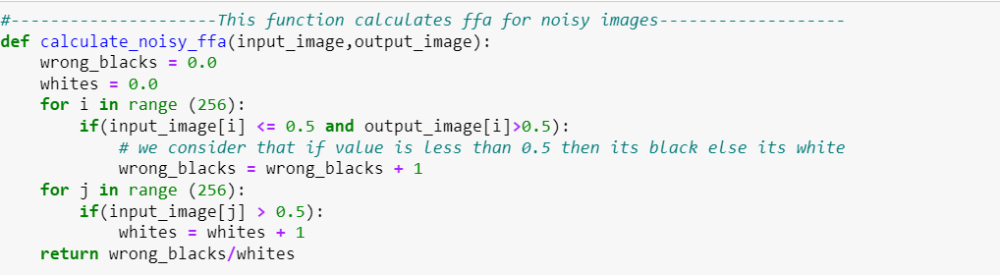 #---------------------This function calculates ffa for noisy images-------------------
def calculate_noisy_ffa(input_image,output_image):
    wrong_blacks = 0.0
    whites = 0.0
    for i in range (256):
        if(input_image[i] <= 0.5 and output_image[i]>0.5):
            # we consider that if value is less than 0.5 then its black else its white
            wrong_blacks = wrong_blacks + 1
    for j in range (256):
        if(input_image[j] > 0.5):
            whites = whites + 1
    return wrong_blacks/whites